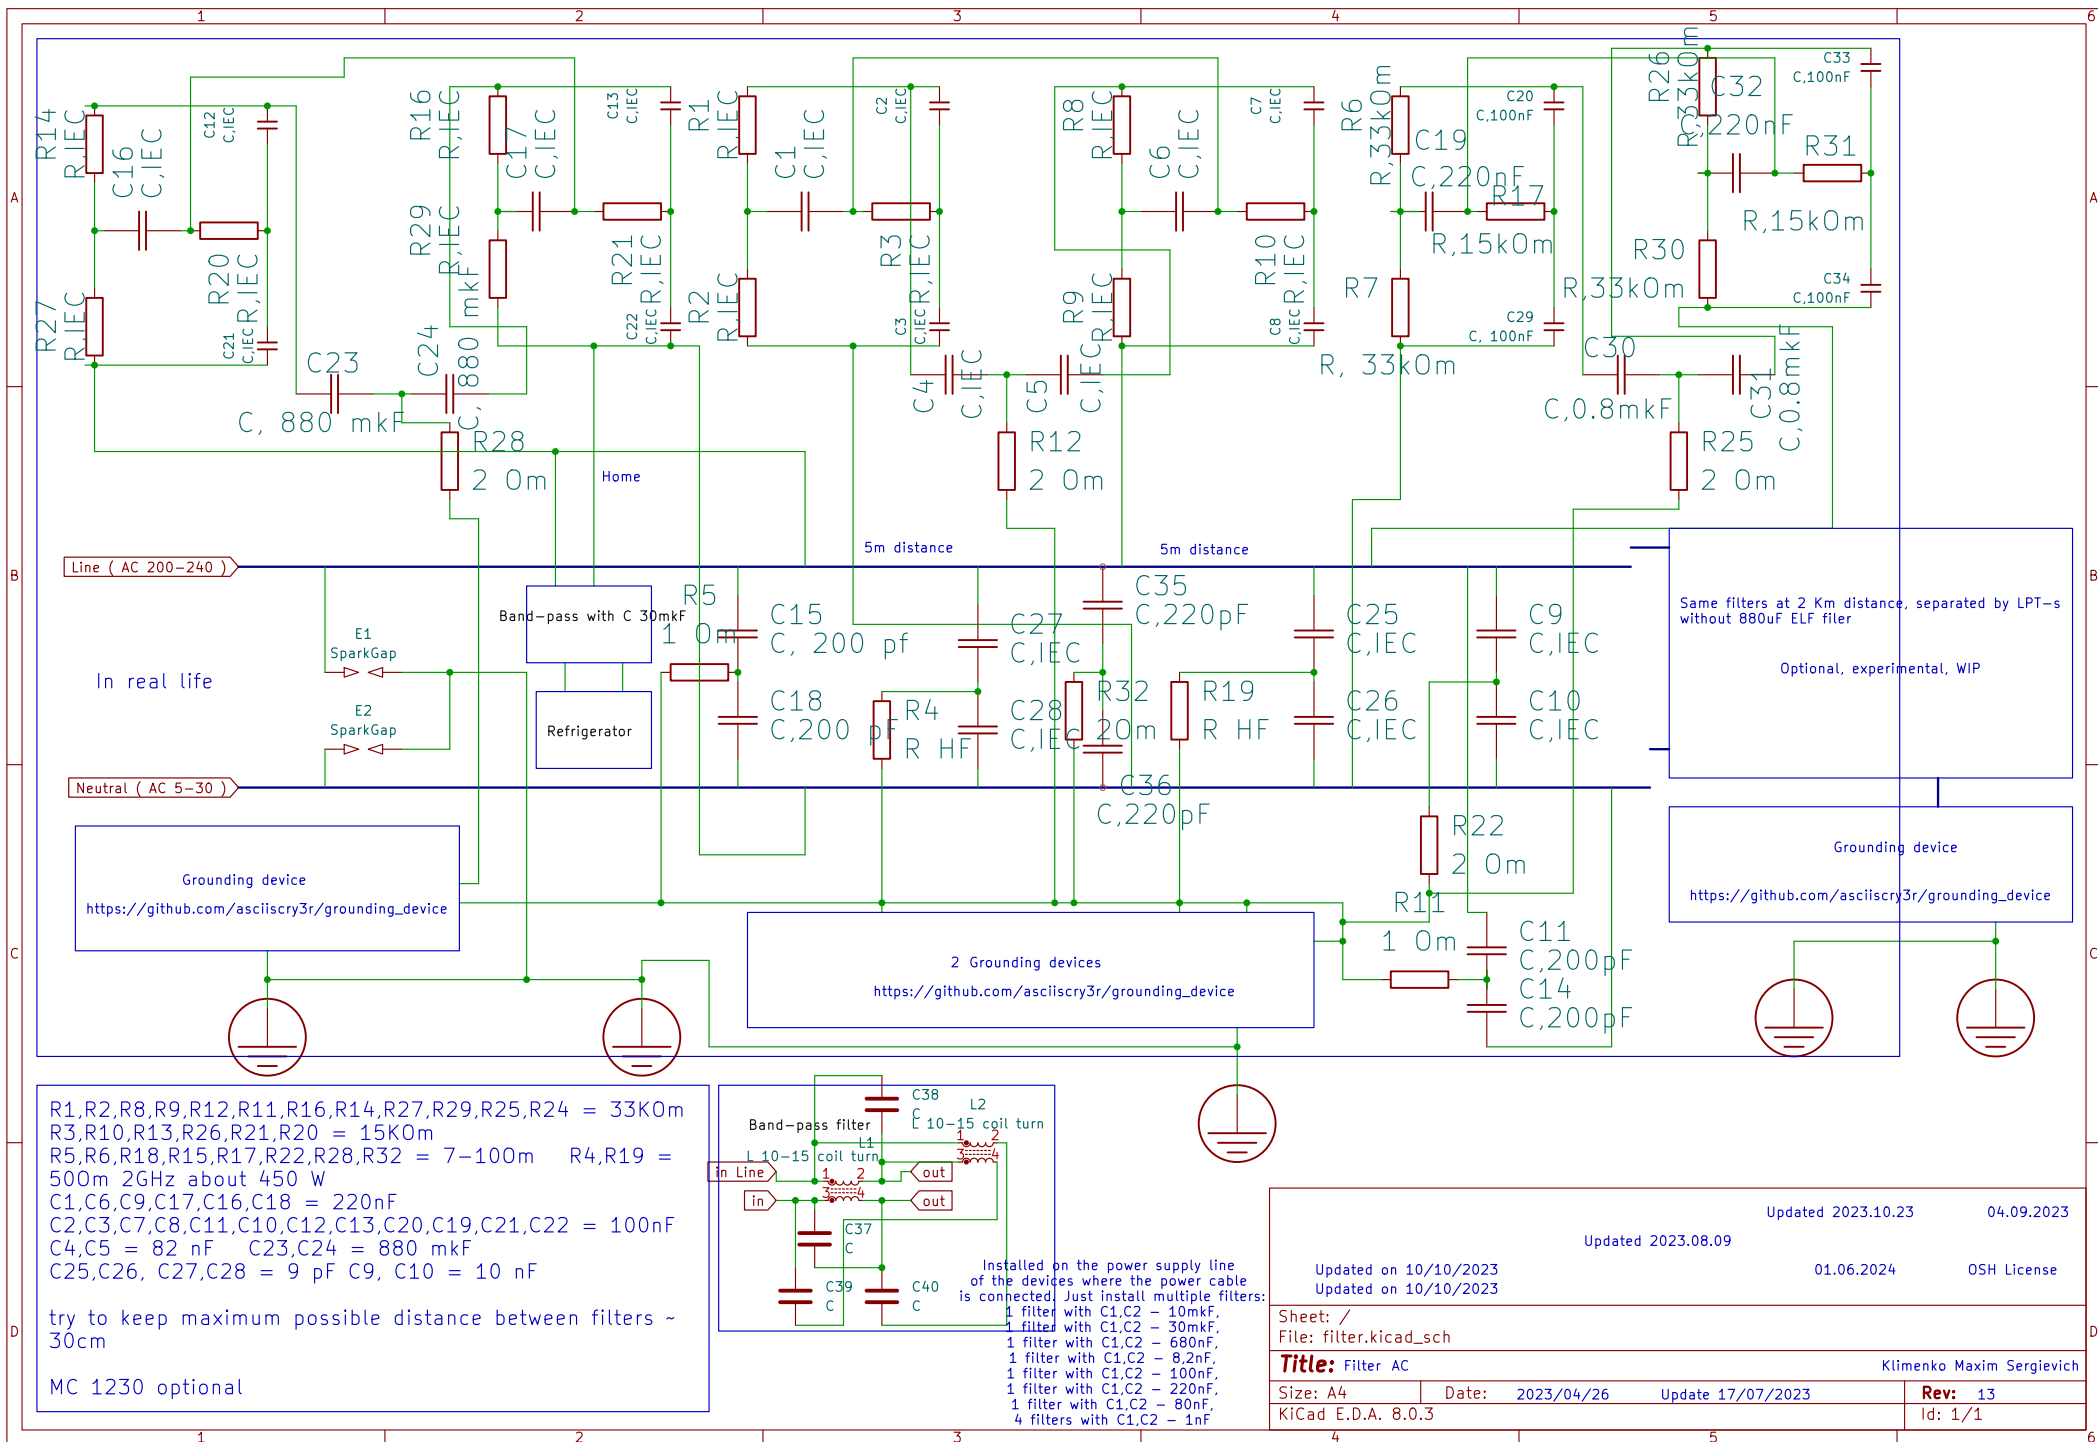 1 2 3 4 5 6
A
B
C
D
R14
R,IEC
C16
C,IEC
C12
C,IEC
R20
R,IEC
R27
R,IEC
C21
C,IEC
C23
C, 880 mkF
C24
C, 880 mkF
R16
R,IEC
R29
R,IEC
C17
C,IEC
C13
C,IEC
R21
R,IEC
C22
C,IEC
R28
2 Om
R1
R,IEC
C1
C,IEC
C2
C,IEC
R3
R,IEC
R2
R,IEC
C3
C,IEC
C4
C,IEC
C5
C,IEC
R12
2 Om
R8
R,IEC
C6
C,IEC
C7
C,IEC
R10
R,IEC
R9
R,IEC
C8
C,IEC
R6
R,33kOm
C19
C,220nF
C20
C,100nF
R17
R,15kOm
R7
R, 33kOm
C29
C, 100nF
R26
R,33kOm
C32
C,220nF
C33
C,100nF
R31
R,15kOm
R30
R,33kOm
C34
C,100nF
C30
C,0.8mkF
C31
C,0.8mkF
R25
2 Om
Home
5m distance
5m distance
Line ( AC 200-240 )
Neutral ( AC 5-30 )
In real life
E1
SparkGap
E2
SparkGap
Band-pass with C 30mkF
Refrigerator
R5
1 Om
C15
C, 200 pf
C18
C,200 pF
C27
C,IEC
R4
R HF
C28
C,IEC
C35
C,220pF
R32
20m
C36
C,220pF
R19
R HF
C25
C,IEC
C26
C,IEC
C9
C,IEC
C10
C,IEC
R22
2 Om
R11
1 Om
C11
C,200pF
C14
C,200pF
Same filters at 2 Km distance, separated by LPT-s
without 880uF ELF filer
Optional, experimental, WIP
Grounding device
https://github.com/asciiscry3r/grounding_device
Grounding device
https://github.com/asciiscry3r/grounding_device
2 Grounding devices
https://github.com/asciiscry3r/grounding_device
R1,R2,R8,R9,R12,R11,R16,R14,R27,R29,R25,R24 = 33KOm
R3,R10,R13,R26,R21,R20 = 15KOm
R5,R6,R18,R15,R17,R22,R28,R32 = 7-10Om R4,R19 =
50Om 2GHz about 450 W
C1,C6,C9,C17,C16,C18 = 220nF
C2,C3,C7,C8,C11,C10,C12,C13,C20,C19,C21,C22 = 100nF
C4,C5 = 82 nF C23,C24 = 880 mkF
C25,C26, C27,C28 = 9 pF C9, C10 = 10 nF
try to keep maximum possible distance between filters ~
30cm
MC 1230 optional
Band-pass filter
C38
C
L2
L 10-15 coil turn
L1
L 10-15 coil turn
1 2
3 4
1 2
3 4
in Line
out
in
out
C37
C
C39
C
C40
C
Installed on the power supply line
of the devices where the power cable
is connected. Just install multiple filters:
1 filter with C1,C2 - 10mkF,
1 filter with C1,C2 - 30mkF,
1 filter with C1,C2 - 680nF,
1 filter with C1,C2 - 8,2nF,
1 filter with C1,C2 - 100nF,
1 filter with C1,C2 - 220nF,
1 filter with C1,C2 - 80nF,
4 filters with C1,C2 - 1nF
Updated 2023.10.23 04.09.2023
Updated 2023.08.09
Updated on 10/10/2023 01.06.2024 OSH License
Updated on 10/10/2023
Sheet: /
File: filter.kicad_sch
Title: Filter AC Klimenko Maxim Sergievich
Size: A4 Date: 2023/04/26 Update 17/07/2023 Rev: 13
KiCad E.D.A. 8.0.3 Id: 1/1
A
B
C
D
1 2 3 4 5 6